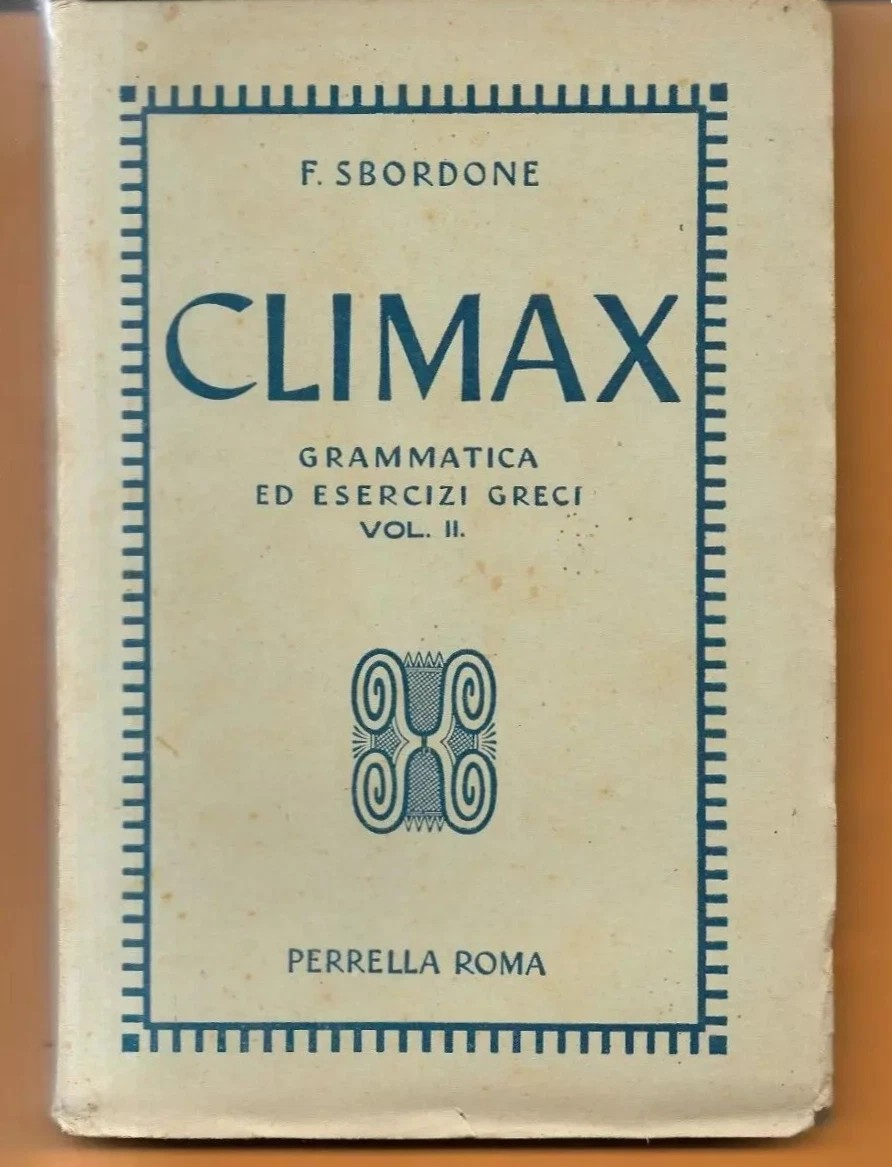 F. SBORDONE
CLIMAX
GRAMMATICA
ED ESERCIZI GRECI
VOL. II.
PERRELLA ROMA